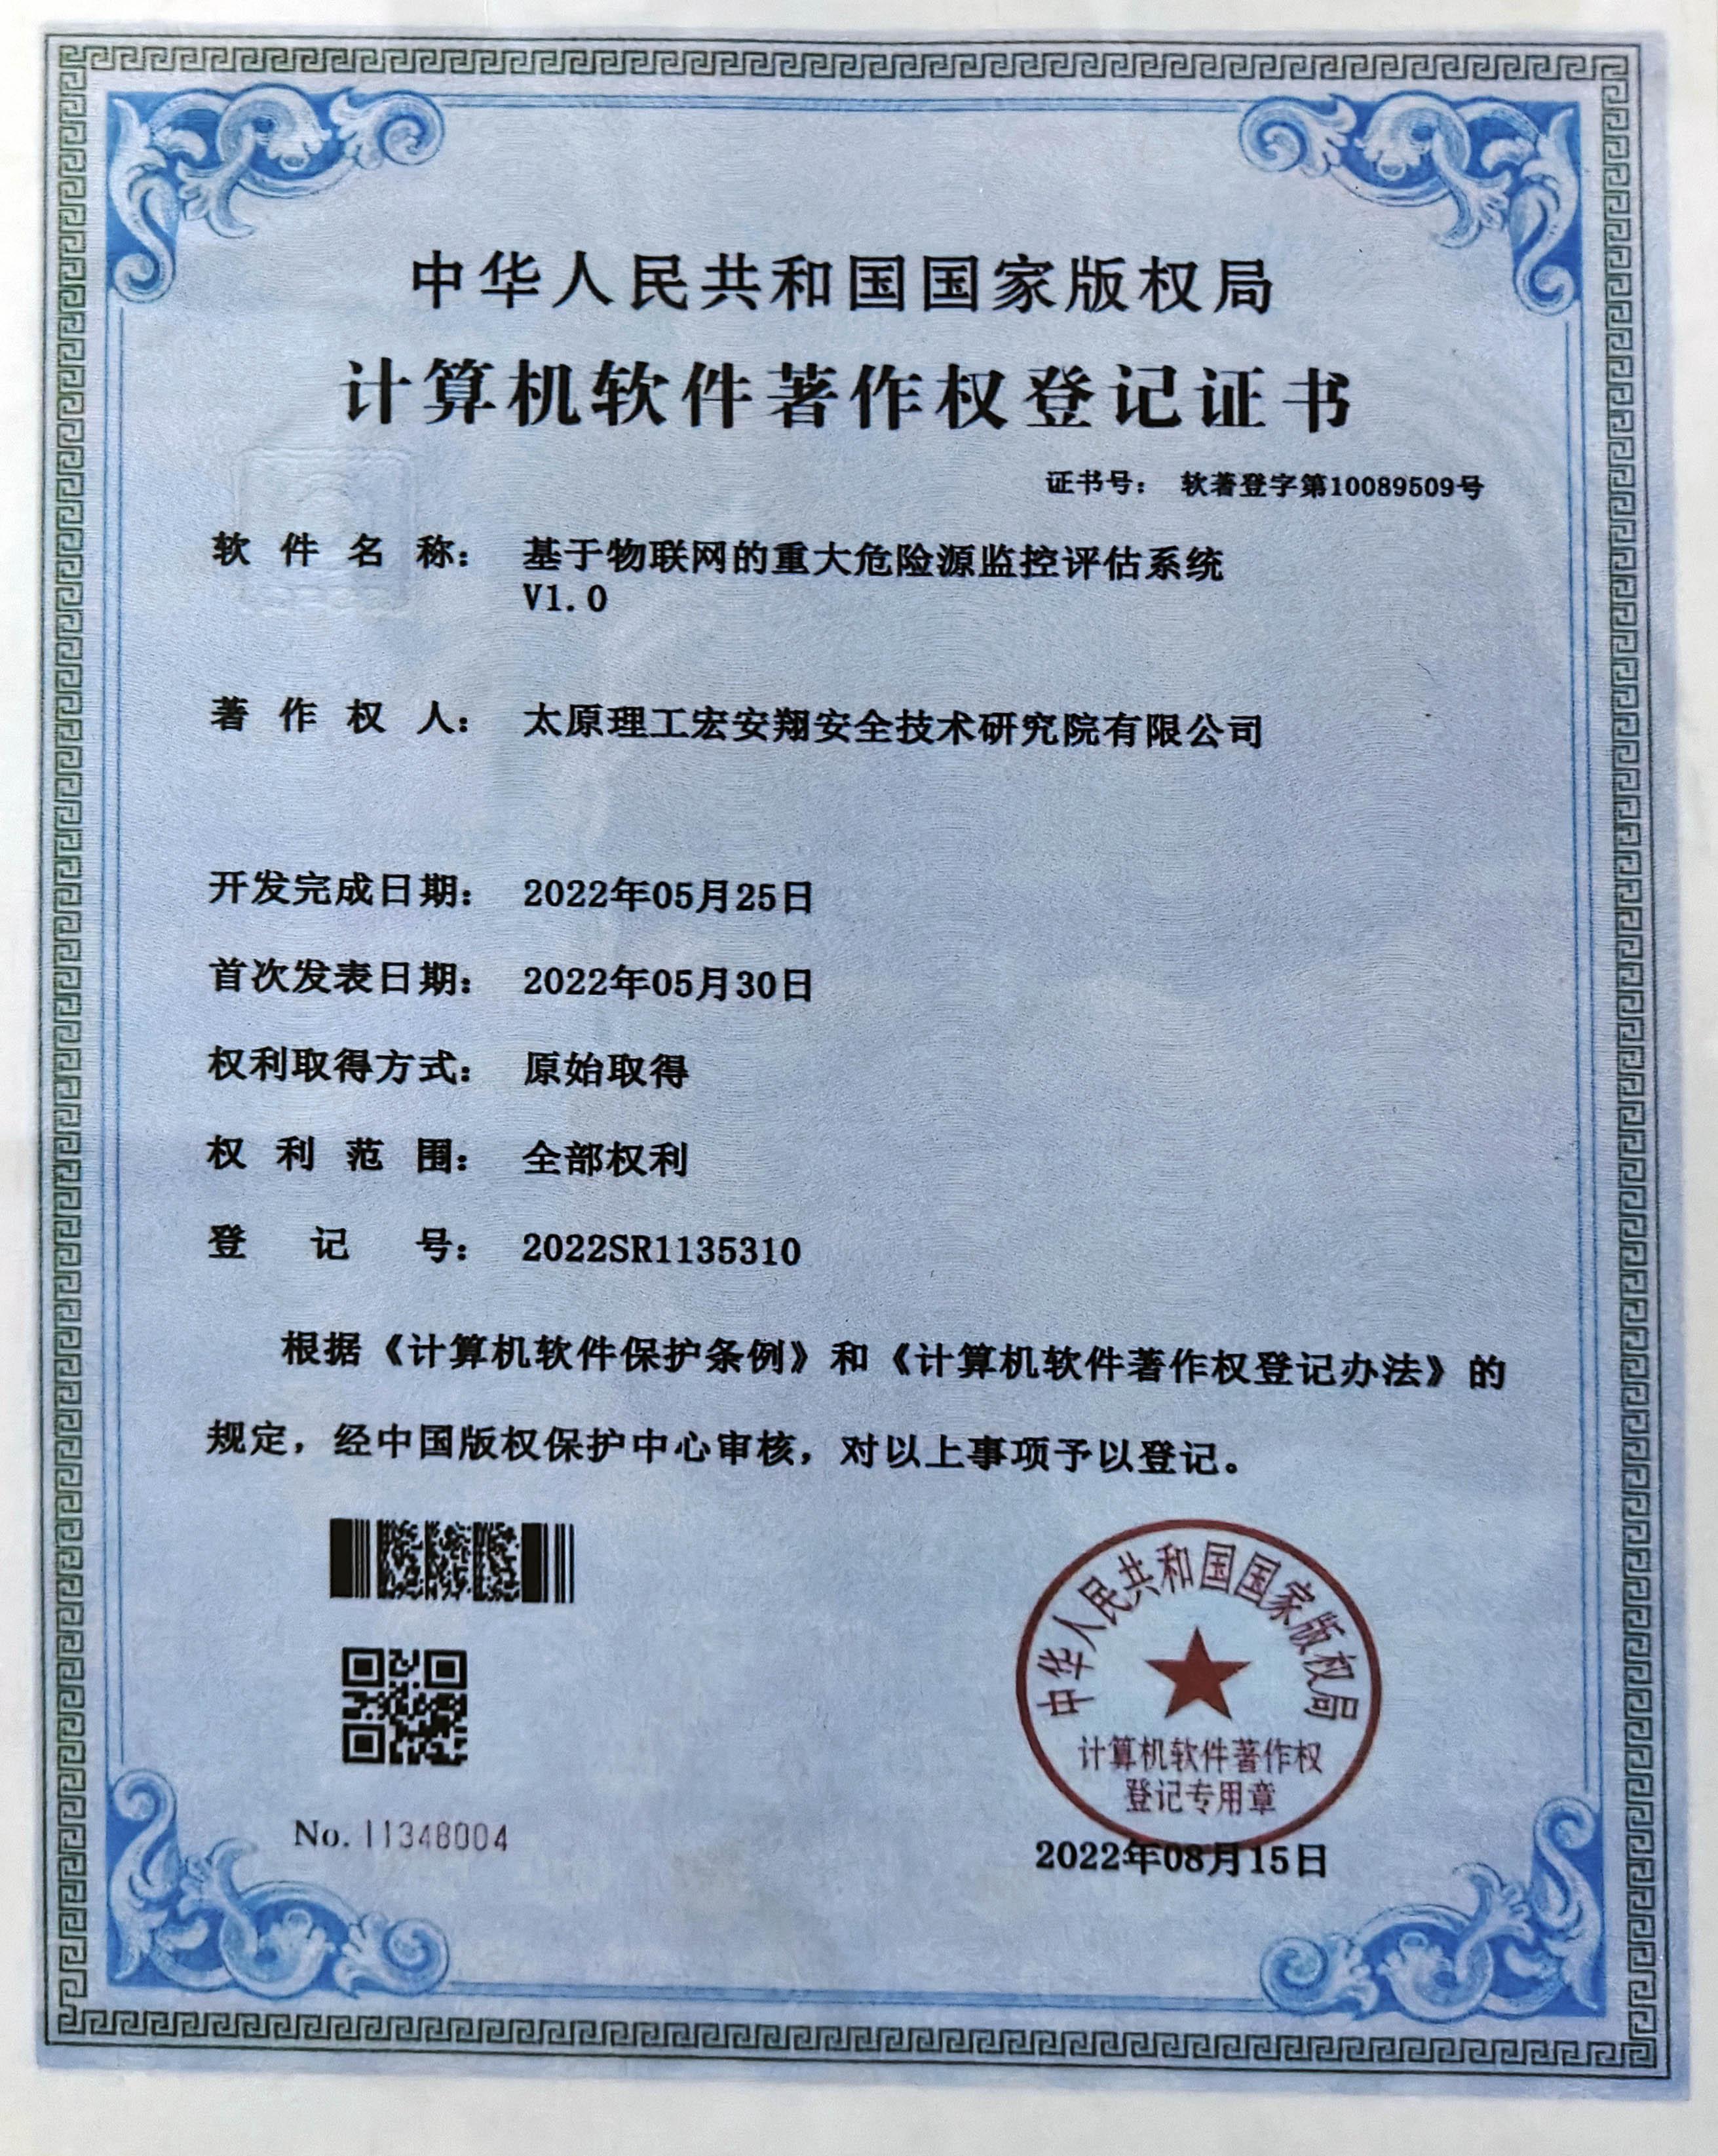 中华人民共和国国家版权局
计算机软件著作权登记证书
证书号： 软著登字第10089509号
软件名称： 基于物联网的重大危险源监控评估系统
V1.0
著作权人： 太原理工宏安翔安全技术研究院有限公司
开发完成日期： 2022年05月25日
首次发表日期： 2022年05月30日
权利取得方式： 原始取得
权利范围： 全部权利
登记号： 2022SR1135310
根据《计算机软件保护条例》和《计算机软件著作权登记办法》的
规定，经中国版权保护中心审核，对以上事项予以登记。
中华人民共和国国家版权局
计算机软件著作权
登记专用章
No. 11348004
2022年08月15日